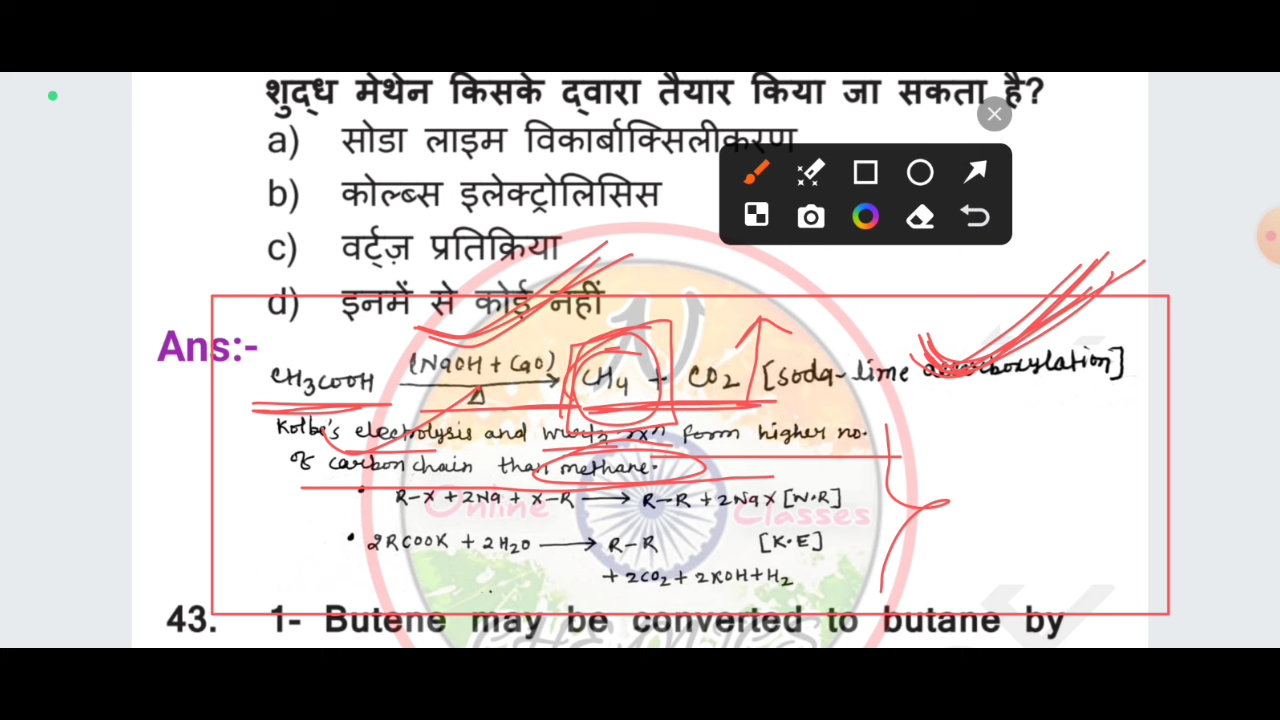 शुद्ध मेथेन किसके द्वारा तैयार किया जा सकता है?
a) सोडा लाइम विकार्बाक्सिलीकरण
b) कोल्ब्स इलेक्ट्रोलिसिस
c) वर्ट्ज़ प्रतिक्रिया
d) इनमें से कोई नहीं
Ans:-
CH3COOH (NaOH + CaO) Δ → CH4 + CO2 [soda-lime decarboxylation]
Kolbe's electrolysis and wurtz rxn form higher no.
of carbon chain than methane.
• R-X + 2Na + X-R → R-R + 2NaX [W.R]
Online Classes
• 2RCOOK + 2H2O → R-R [K.E]
+ 2CO2 + 2KOH + H2
43. 1- Butene may be converted to butane by